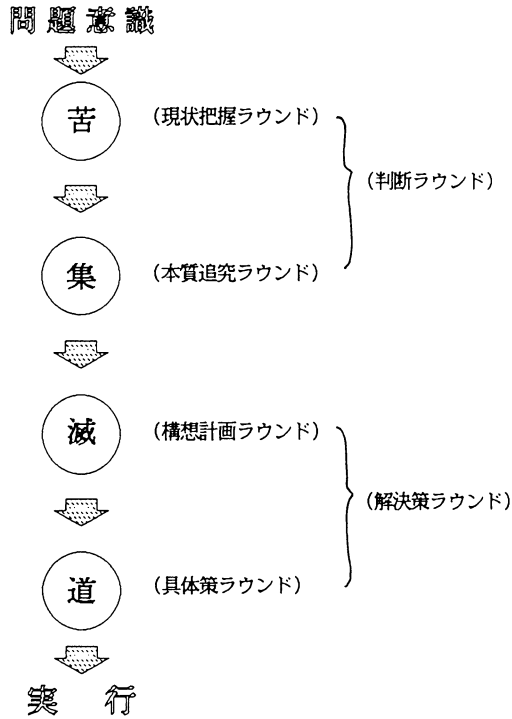 問題意識
苦 (現状把握ラウンド)
(判断ラウンド)
集 (本質追究ラウンド)
滅 (構想計画ラウンド)
(解決策ラウンド)
道 (具体策ラウンド)
実行